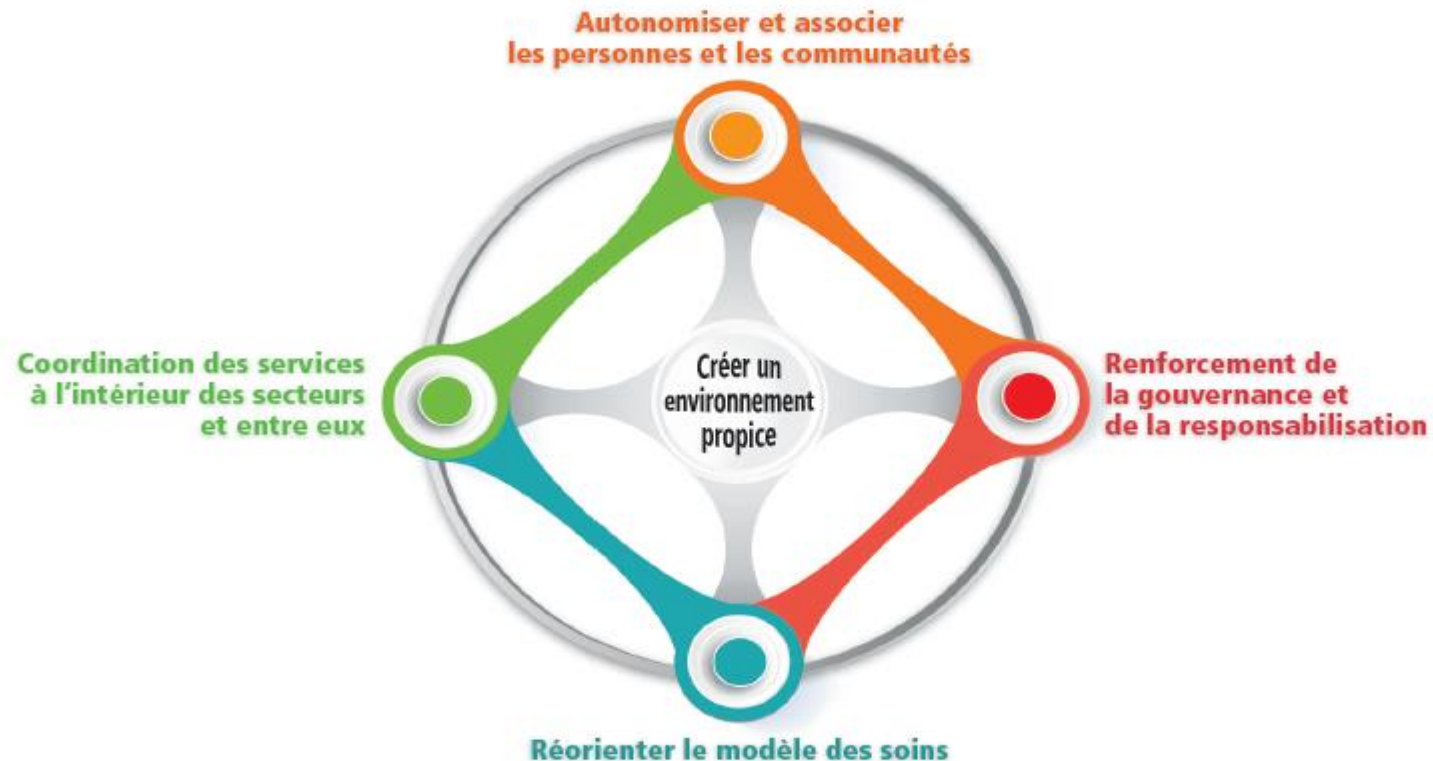 Autonomiser et associer
les personnes et les communautés
Coordination des services
à l’intérieur des secteurs
et entre eux
Créer un
environnement
propice
Renforcement de
la gouvernance et
de la responsabilisation
Réorienter le modèle des soins